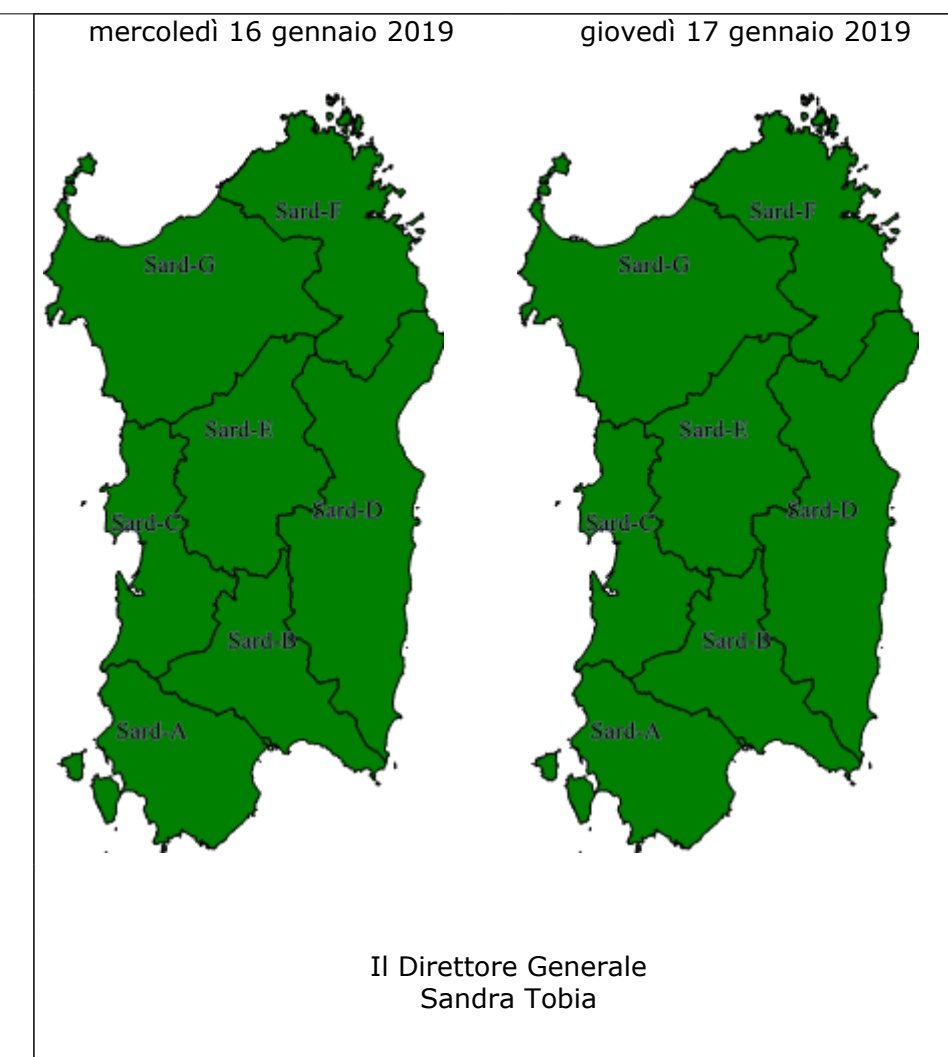 mercoledì 16 gennaio 2019
giovedì 17 gennaio 2019
Sard-F
Sard-G
Sard-E
Sard-D
Sard-C
Sard-B
Sard-A
Sard-F
Sard-G
Sard-E
Sard-D
Sard-C
Sard-B
Sard-A
Il Direttore Generale
Sandra Tobia